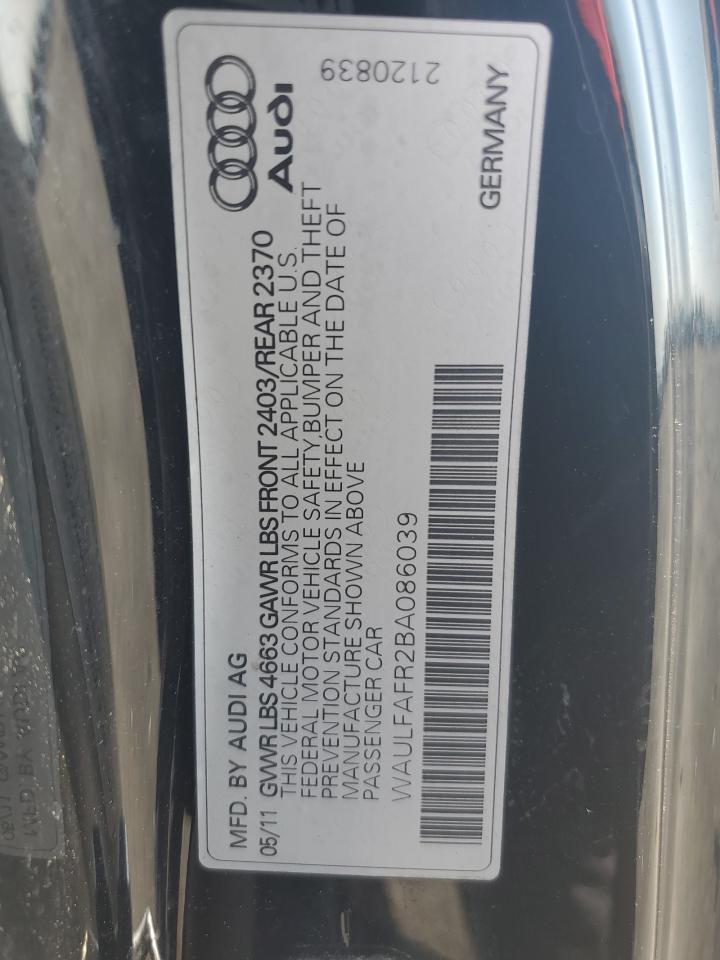 MFD. BY AUDI AG
05/11 GVWR LBS 4663 GAWR LBS FRONT 2403/REAR 2370
THIS VEHICLE CONFORMS TO ALL APPLICABLE U.S.
FEDERAL MOTOR VEHICLE SAFETY,BUMPER AND THEFT
PREVENTION STANDARDS IN EFFECT ON THE DATE OF
MANUFACTURE SHOWN ABOVE
PASSENGER CAR
WAULFAFR2BA086039
Audi
2120839
GERMANY